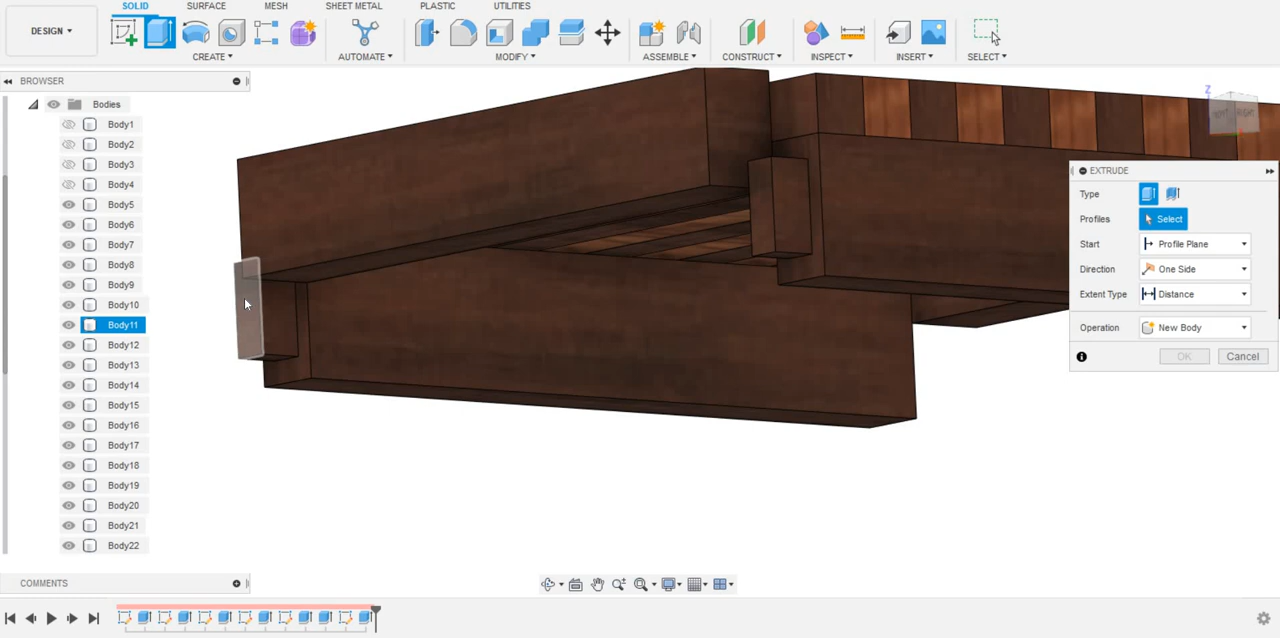 SOLID SURFACE MESH SHEET METAL PLASTIC UTILITIES
DESIGN ▾
CREATE ▾ AUTOMATE ▾ MODIFY ▾ ASSEMBLE ▾ CONSTRUCT ▾ INSPECT ▾ INSERT ▾ SELECT ▾
BROWSER
Bodies
Body1
Body2
Body3
Body4
Body5
Body6
Body7
Body8
Body9
Body10
Body11
Body12
Body13
Body14
Body15
Body16
Body17
Body18
Body19
Body20
Body21
Body22
Z
RIGHT
EXTRUDE
Type
Profiles Select
Start Profile Plane
Direction One Side
Extent Type Distance
Operation New Body
OK Cancel
COMMENTS